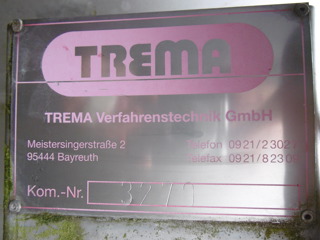 TREMA
TREMA Verfahrenstechnik GmbH
Meistersingerstraße 2 Telefon 0921/2302
95444 Bayreuth Telefax 0921/8230
Kom.-Nr.